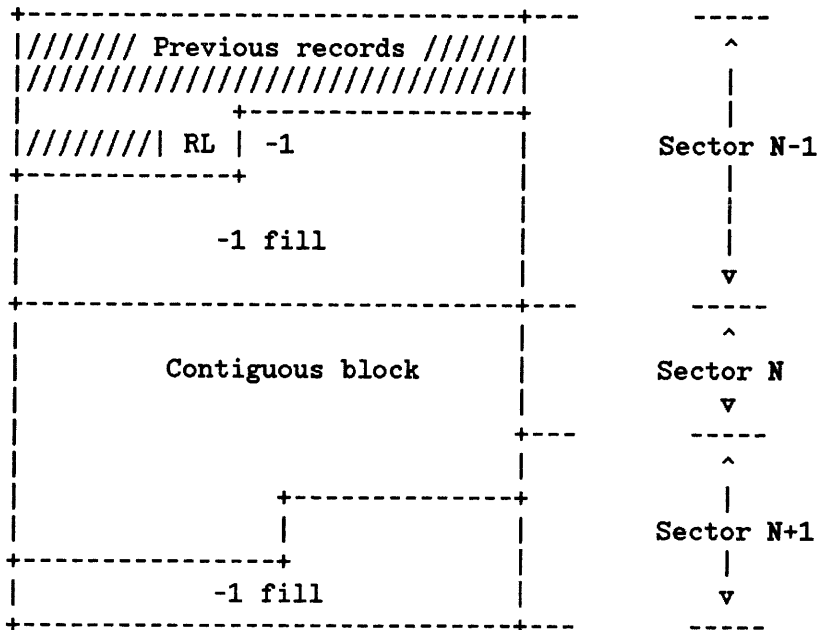 +---------------------------------+--- -----
|/////// Previous records //////| ^
|///////////////////////////////| |
| +------------------+ |
|/////////| RL | -1 | Sector N-1
+--------------+ | |
| | |
| -1 fill | |
| | v
+---------------------------------+--- -----
| | ^
| Contiguous block | Sector N
| | v
| +--- -----
| | ^
| +---------------+ |
| | | Sector N+1
+-----------------+ | |
| -1 fill | v
+---------------------------------+--- -----